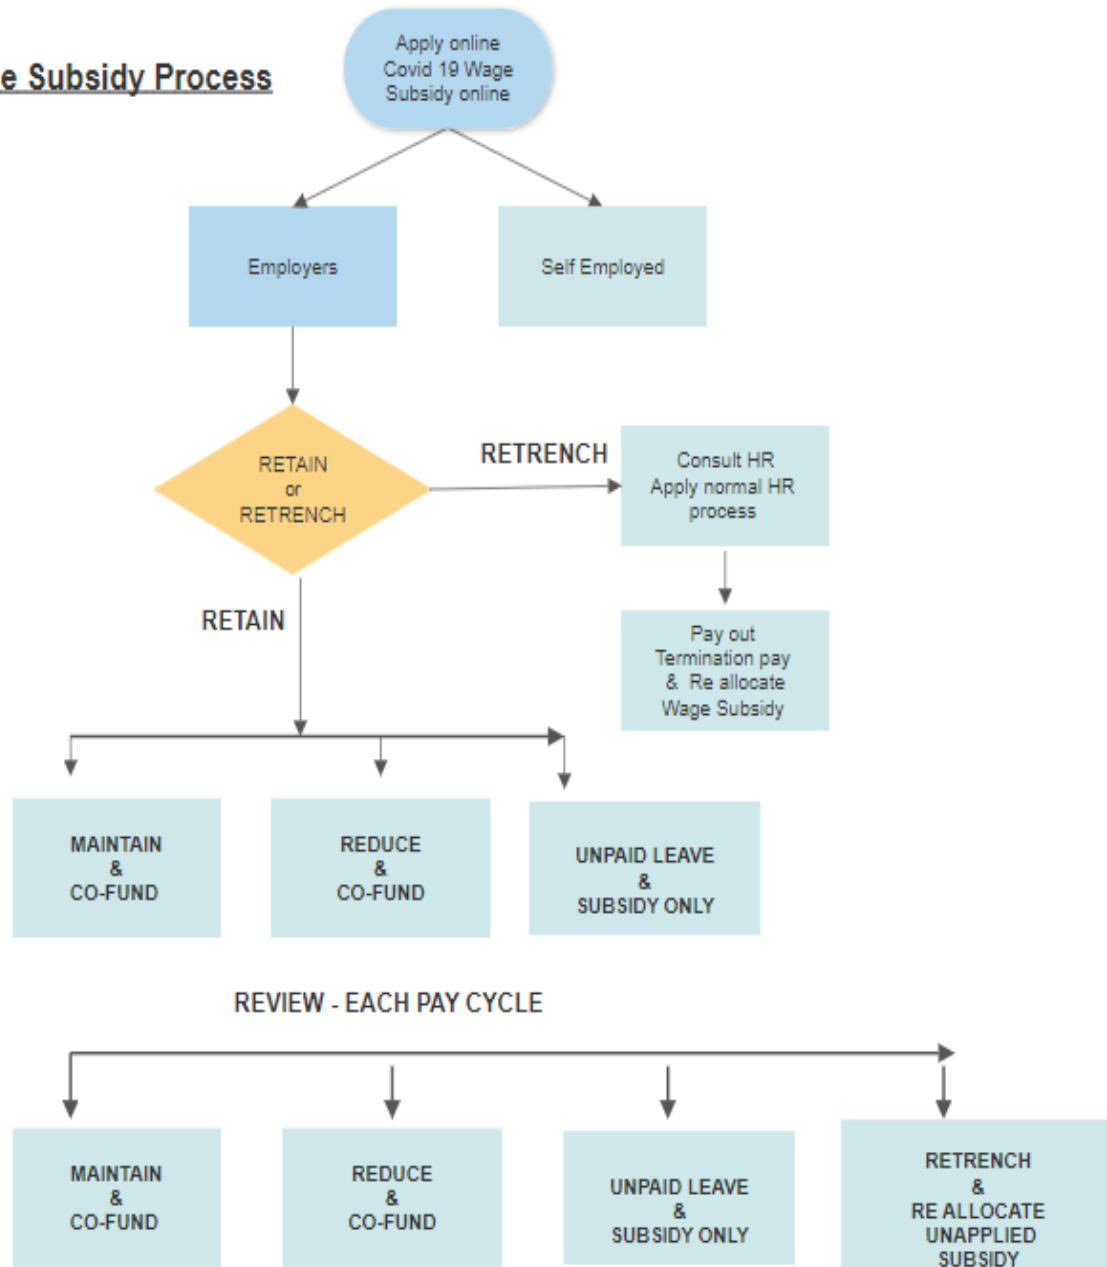 e Subsidy Process
Apply online
Covid 19 Wage
Subsidy online
Employers
Self Employed
RETAIN
or
RETRENCH
RETRENCH
Consult HR
Apply normal HR
process
RETAIN
Pay out
Termination pay
& Re allocate
Wage Subsidy
MAINTAIN
&
CO-FUND
REDUCE
&
CO-FUND
UNPAID LEAVE
&
SUBSIDY ONLY
REVIEW - EACH PAY CYCLE
MAINTAIN
&
CO-FUND
REDUCE
&
CO-FUND
UNPAID LEAVE
&
SUBSIDY ONLY
RETRENCH
&
RE ALLOCATE
UNAPPLIED
SUBSIDY